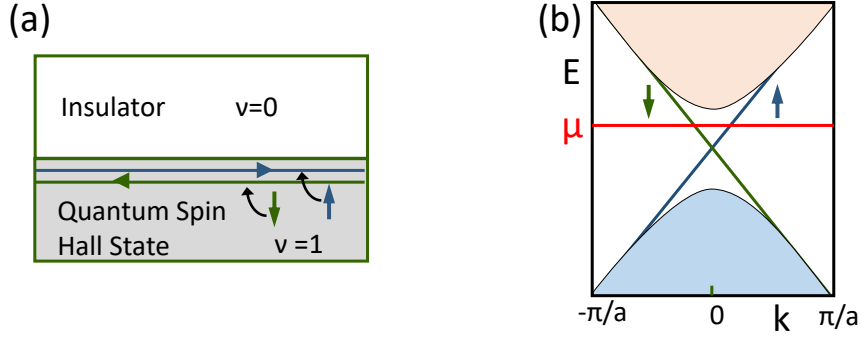 (a)
Insulator ν=0
Quantum Spin
Hall State ν =1
(b)
E
μ
-π/a 0 k π/a